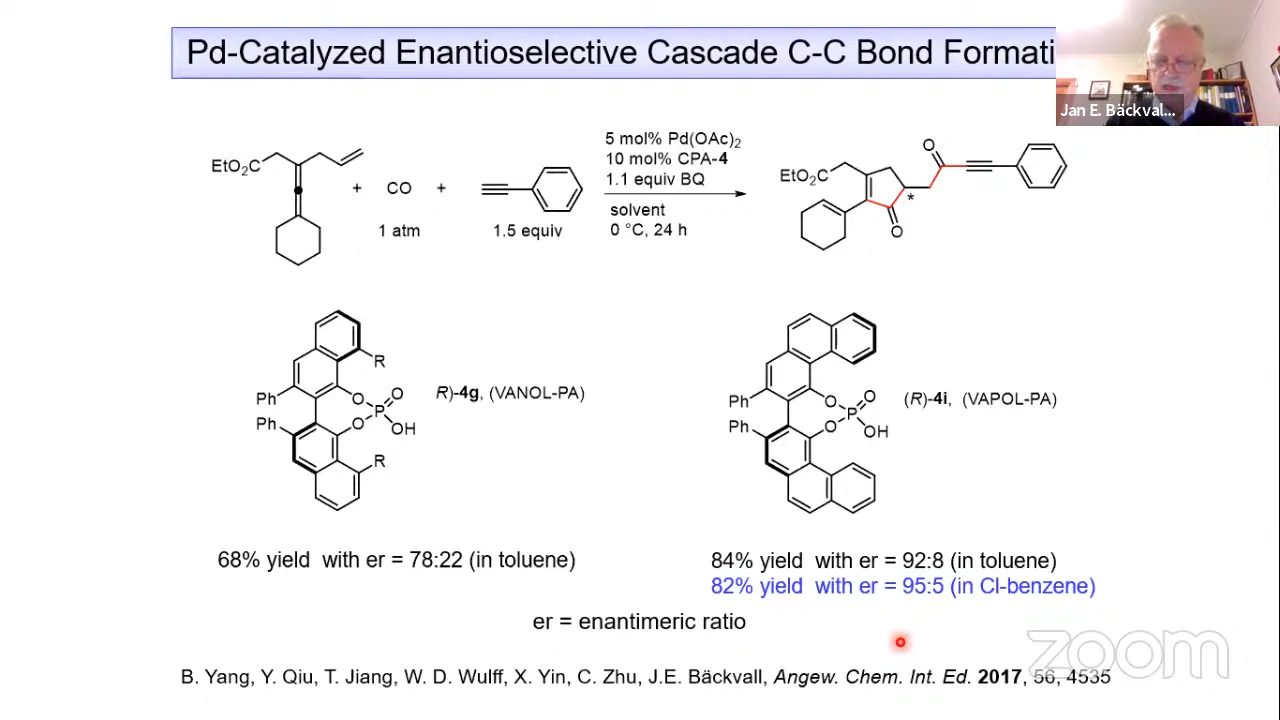 Pd-Catalyzed Enantioselective Cascade C-C Bond Formati
Jan E. Bäckval...
EtO2C
+ CO +
1 atm
1.5 equiv
5 mol% Pd(OAc)2
10 mol% CPA-4
1.1 equiv BQ
solvent
0 °C, 24 h
O
EtO2C
*
O
R
Ph
Ph
O
O
P
O
OH
R
R)-4g, (VANOL-PA)
Ph
Ph
O
O
P
O
OH
(R)-4i, (VAPOL-PA)
68% yield with er = 78:22 (in toluene)
84% yield with er = 92:8 (in toluene)
82% yield with er = 95:5 (in Cl-benzene)
er = enantimeric ratio
zoom
B. Yang, Y. Qiu, T. Jiang, W. D. Wulff, X. Yin, C. Zhu, J.E. Bäckvall, Angew. Chem. Int. Ed. 2017, 56, 4535